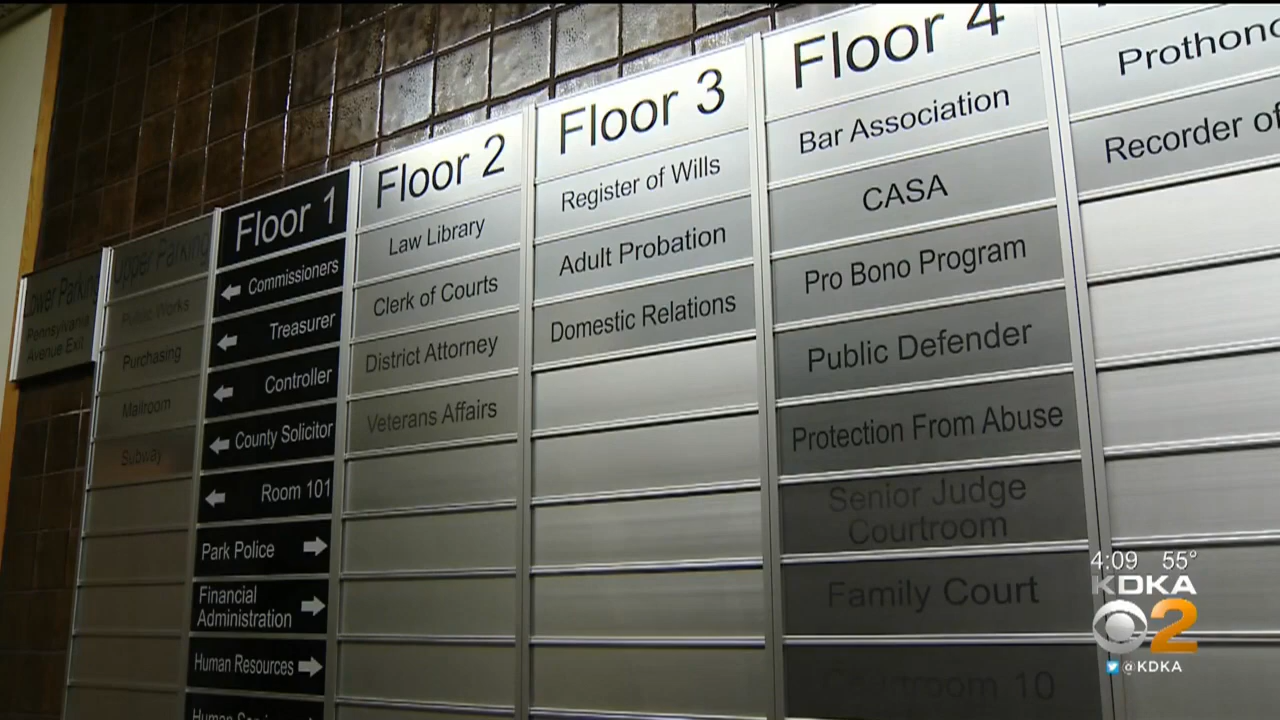 Lower Parking
Pennsylvania
Avenue Exit
Upper Parking
Public Works
Purchasing
Mailroom
Subway
Floor 1
Commissioners
Treasurer
Controller
County Solicitor
Room 101
Park Police
Financial
Administration
Human Resources
Floor 2
Law Library
Clerk of Courts
District Attorney
Veterans Affairs
Floor 3
Register of Wills
Adult Probation
Domestic Relations
Floor 4
Bar Association
CASA
Pro Bono Program
Public Defender
Protection From Abuse
Senior Judge
Courtroom
Family Court
Courtroom 10
Recorder of
4:09 55°
KDKA
2
@KDKA